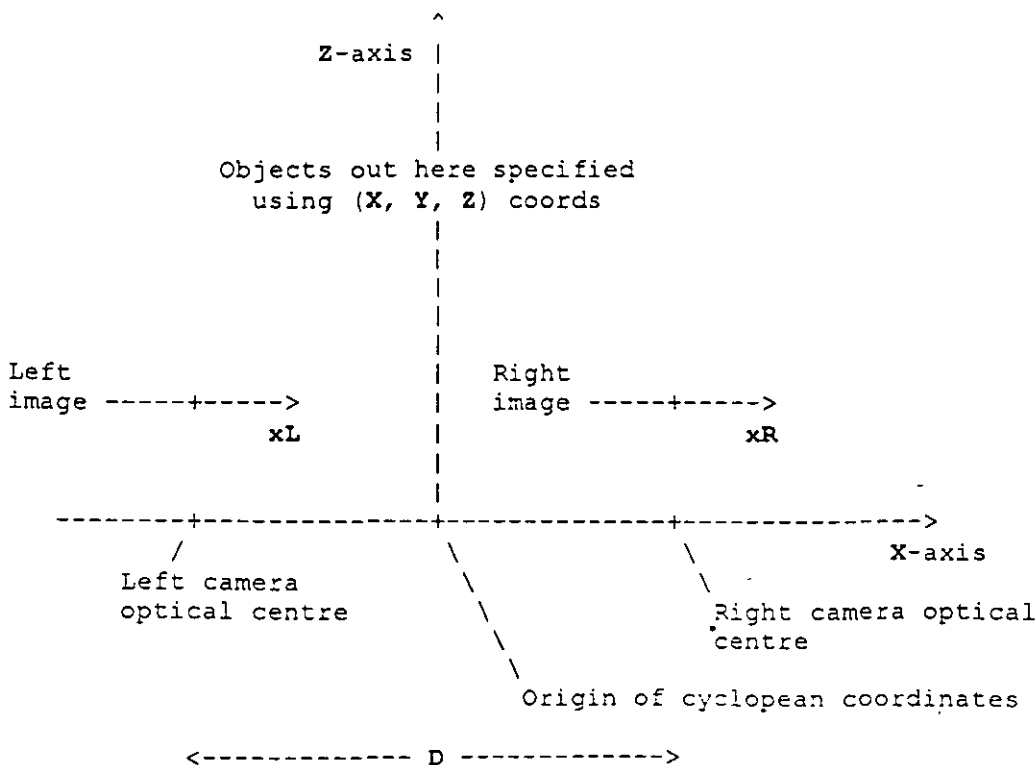 Z-axis
Objects out here specified
using (X, Y, Z) coords
Left
image
xL
Right
image
xR
X-axis
Left camera
optical centre
Right camera optical
centre
Origin of cyclopean coordinates
D